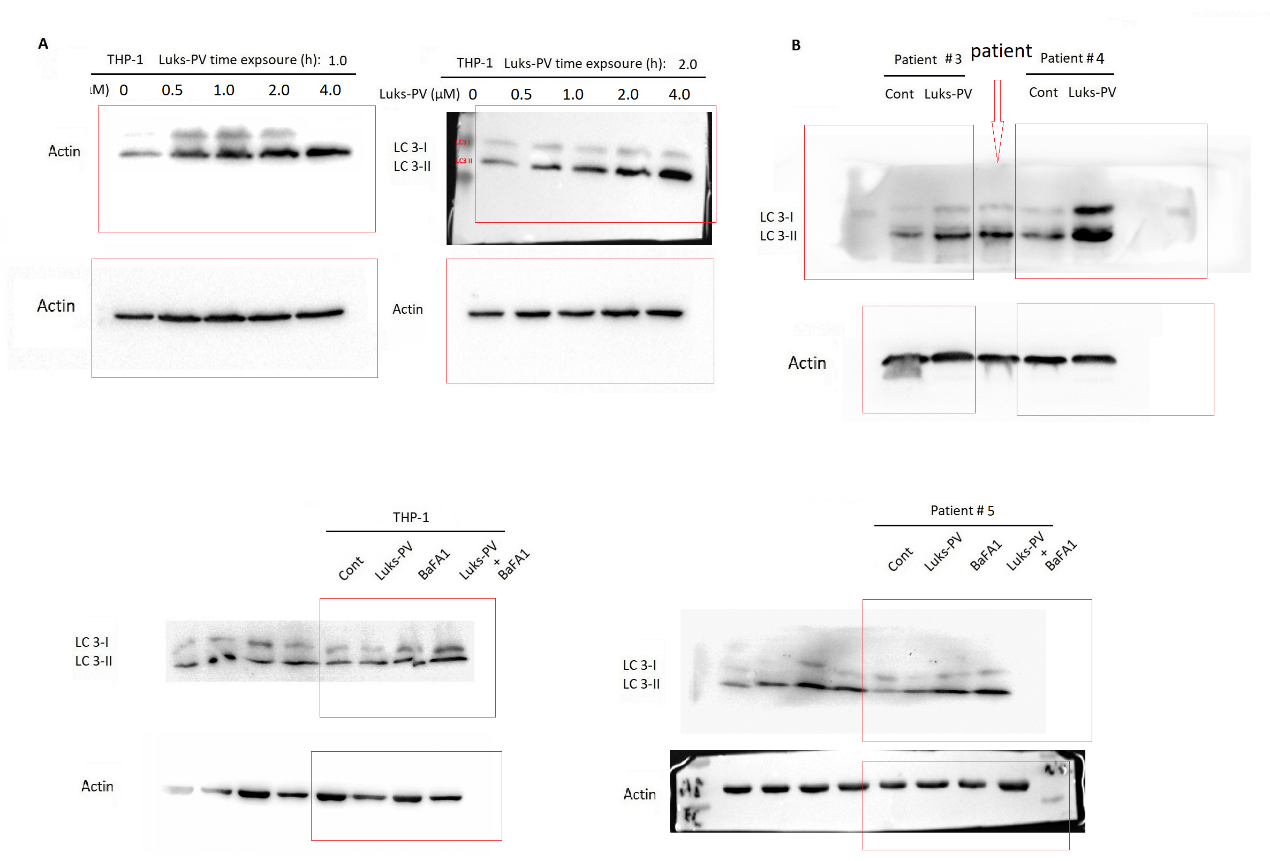 A
THP-1 Luks-PV time expsoure (h): 1.0
M) 0 0.5 1.0 2.0 4.0
Actin
Actin
THP-1 Luks-PV time expsoure (h): 2.0
Luks-PV (µM) 0 0.5 1.0 2.0 4.0
LC 3-I
LC 3-II
LC3 II
Actin
B
patient
Patient #3 Patient #4
Cont Luks-PV Cont Luks-PV
LC 3-I
LC 3-II
Actin
THP-1
Cont Luks-PV BaFA1 Luks-PV + BaFA1
LC 3-I
LC 3-II
Actin
Patient # 5
Cont Luks-PV BaFA1 Luks-PV + BaFA1
LC 3-I
LC 3-II
Actin